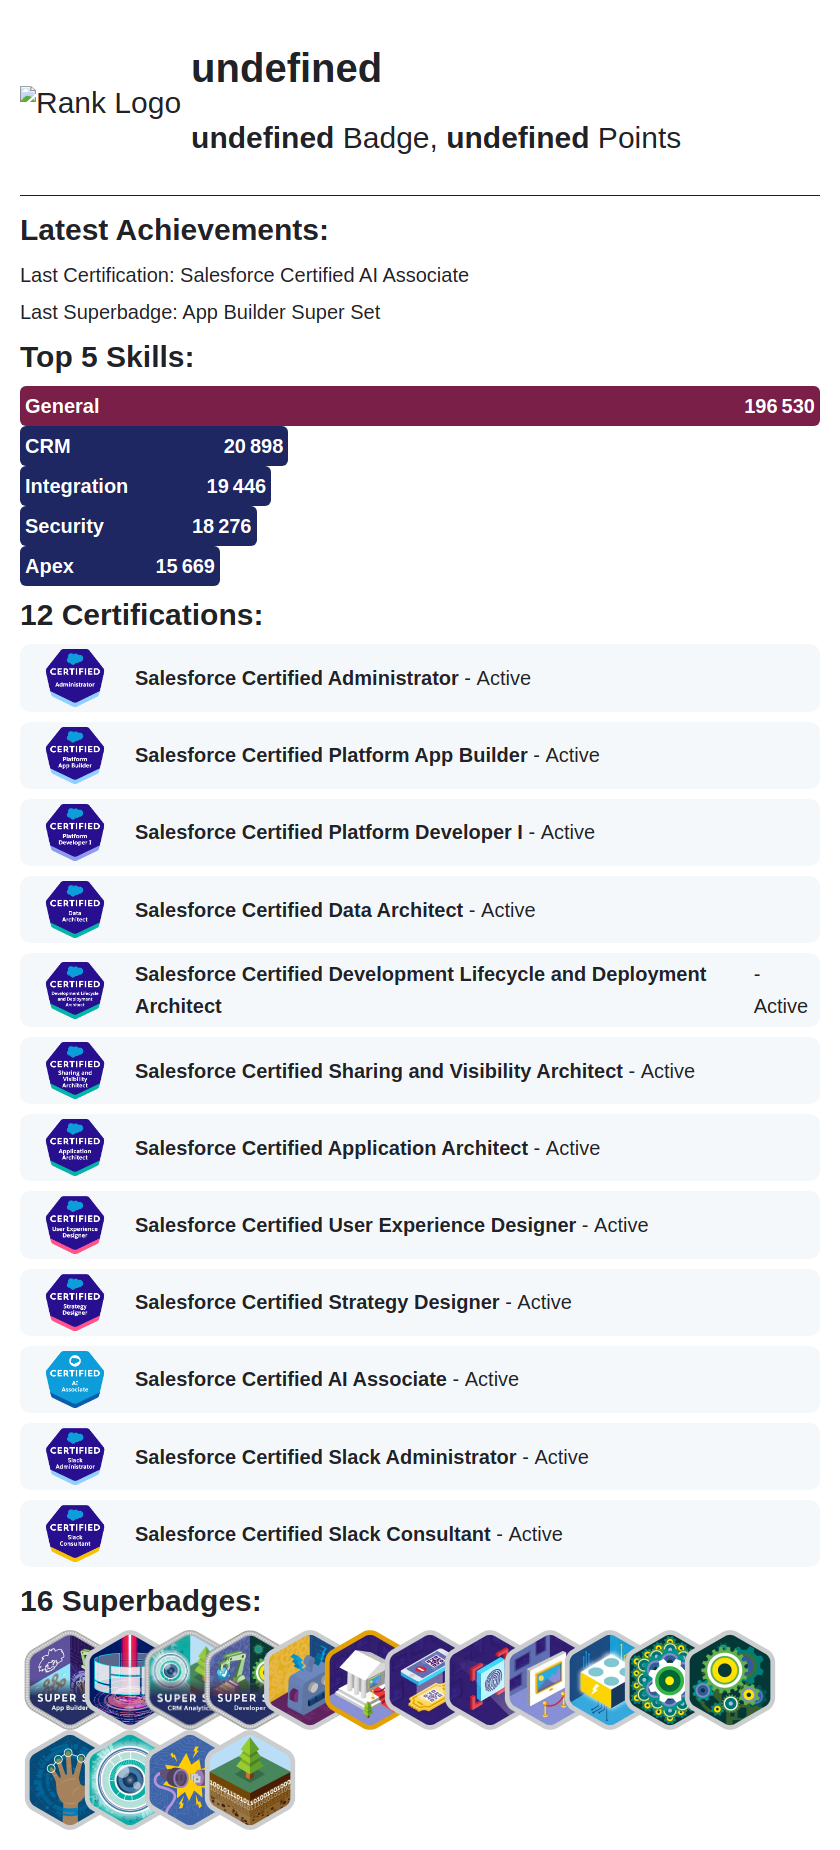 undefined
Rank Logo
undefined Badge, undefined Points
Latest Achievements:
Last Certification: Salesforce Certified AI Associate
Last Superbadge: App Builder Super Set
Top 5 Skills:
General 196 530
CRM 20 898
Integration 19 446
Security 18 276
Apex 15 669
12 Certifications:
CERTIFIED
Administrator
Salesforce Certified Administrator - Active
CERTIFIED
Platform
App Builder
Salesforce Certified Platform App Builder - Active
CERTIFIED
Platform
Developer I
Salesforce Certified Platform Developer I - Active
CERTIFIED
Data
Architect
Salesforce Certified Data Architect - Active
CERTIFIED
Development Lifecycle
and Deployment
Architect
Salesforce Certified Development Lifecycle and Deployment -
Architect Active
CERTIFIED
Sharing and
Visibility
Architect
Salesforce Certified Sharing and Visibility Architect - Active
CERTIFIED
Application
Architect
Salesforce Certified Application Architect - Active
CERTIFIED
User Experience
Designer
Salesforce Certified User Experience Designer - Active
CERTIFIED
Strategy
Designer
Salesforce Certified Strategy Designer - Active
CERTIFIED
AI
Associate
Salesforce Certified AI Associate - Active
CERTIFIED
Slack
Administrator
Salesforce Certified Slack Administrator - Active
CERTIFIED
Slack
Consultant
Salesforce Certified Slack Consultant - Active
16 Superbadges:
SUPER S SUPER S SUPER S
App Builder CRM Analytics Developer